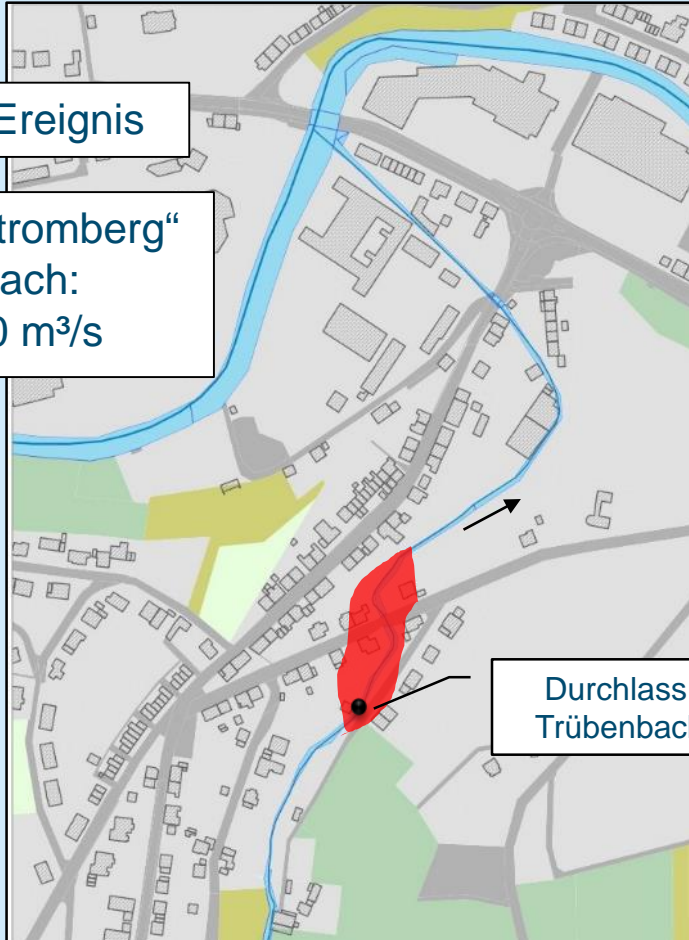 Ereignis
tromberg“
ach:
0 m³/s
Durchlass
Trübenbach